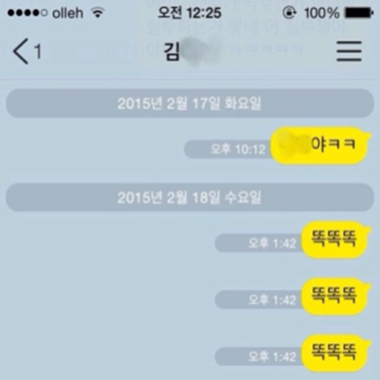 olleh 오전 12:25 100%
1 김
2015년 2월 17일 화요일
오후 10:12 야ㅋㅋ
2015년 2월 18일 수요일
오후 1:42 똑똑똑
오후 1:42 똑똑똑
오후 1:42 똑똑똑